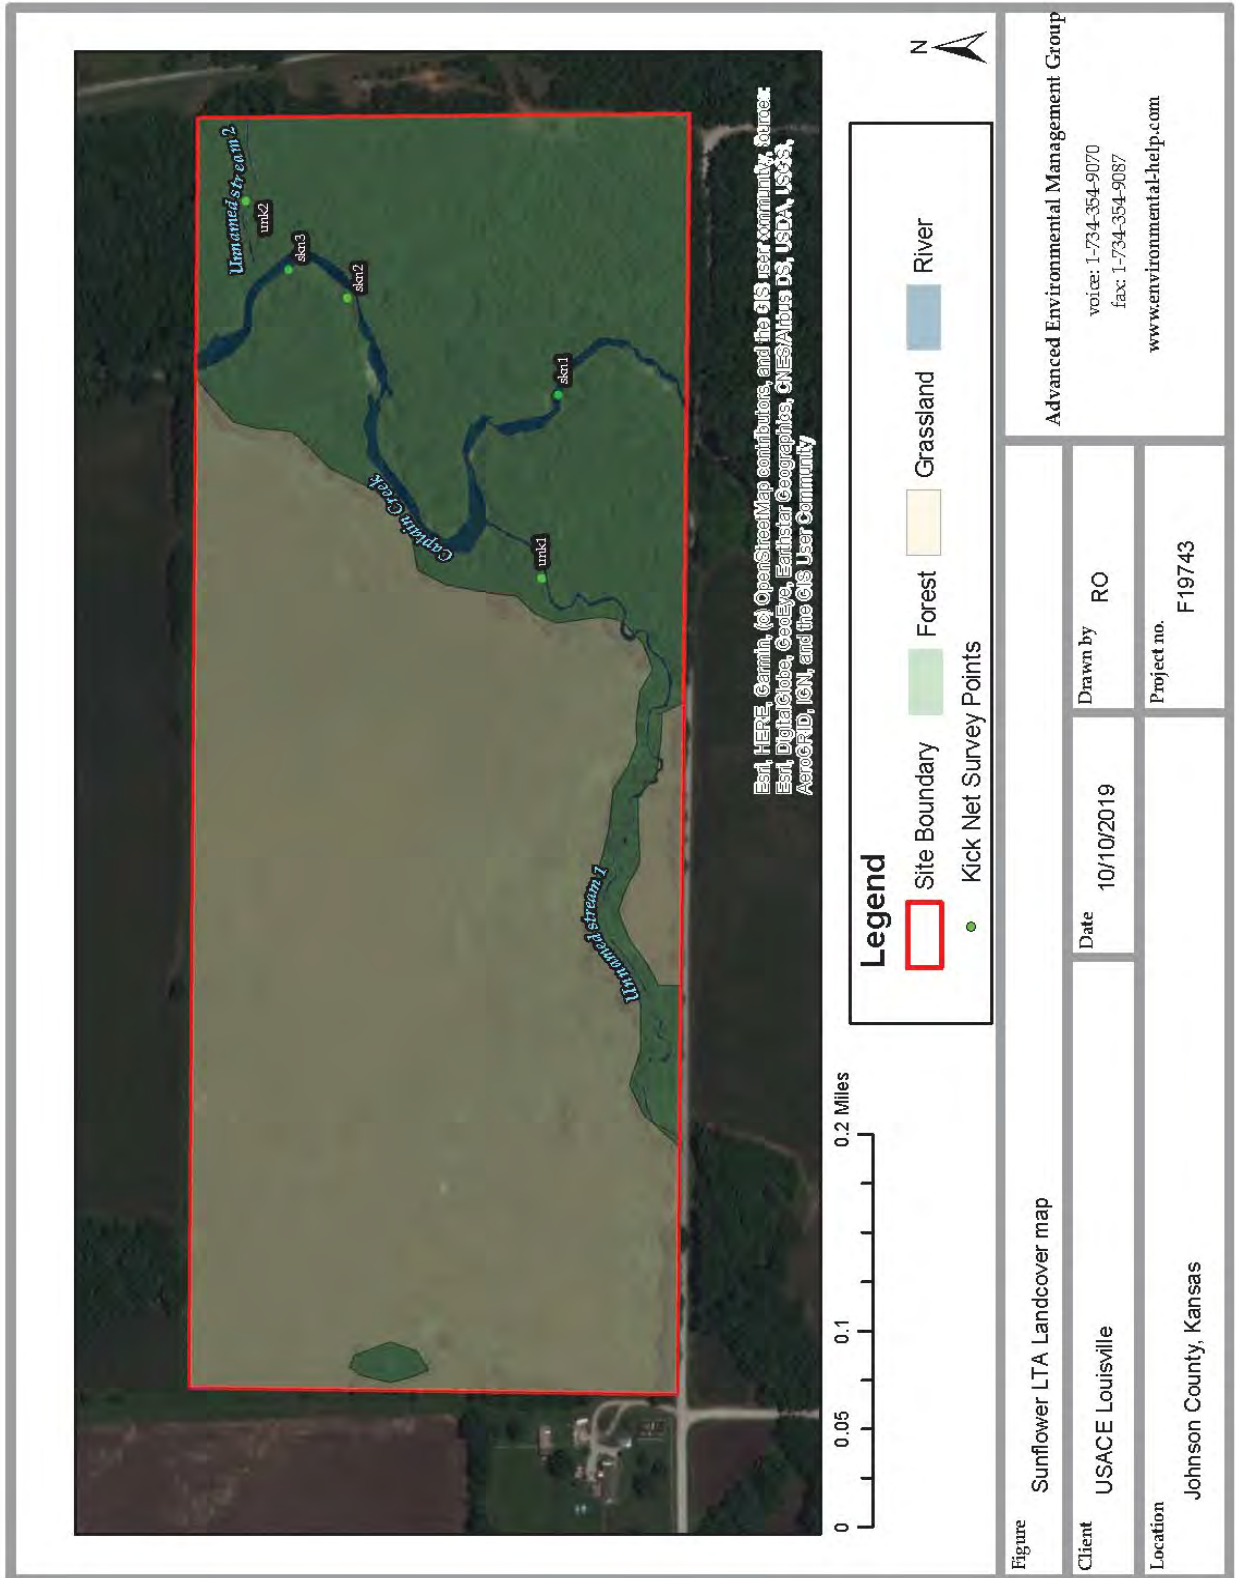 Unnamed stream 2
unk2
skn3
skn2
skn1
Captain Creek
unk1
Unnamed stream 1
Esri, HERE, Garmin, (c) OpenStreetMap contributors, and the GIS user community, Source:
Esri, DigitalGlobe, GeoEye, Earthstar Geographics, CNES/Airbus DS, USDA, USGS,
AeroGRID, IGN, and the GIS User Community
0 0.05 0.1 0.2 Miles
N
Legend
Site Boundary Forest Grassland River
Kick Net Survey Points
Figure
Sunflower LTA Landcover map
Client
USACE Louisville
Date
10/10/2019
Drawn by
RO
Location
Johnson County, Kansas
Project no.
F19743
Advanced Environmental Management Group
voice: 1-734-354-9070
fax: 1-734-354-9087
www.environmental-help.com